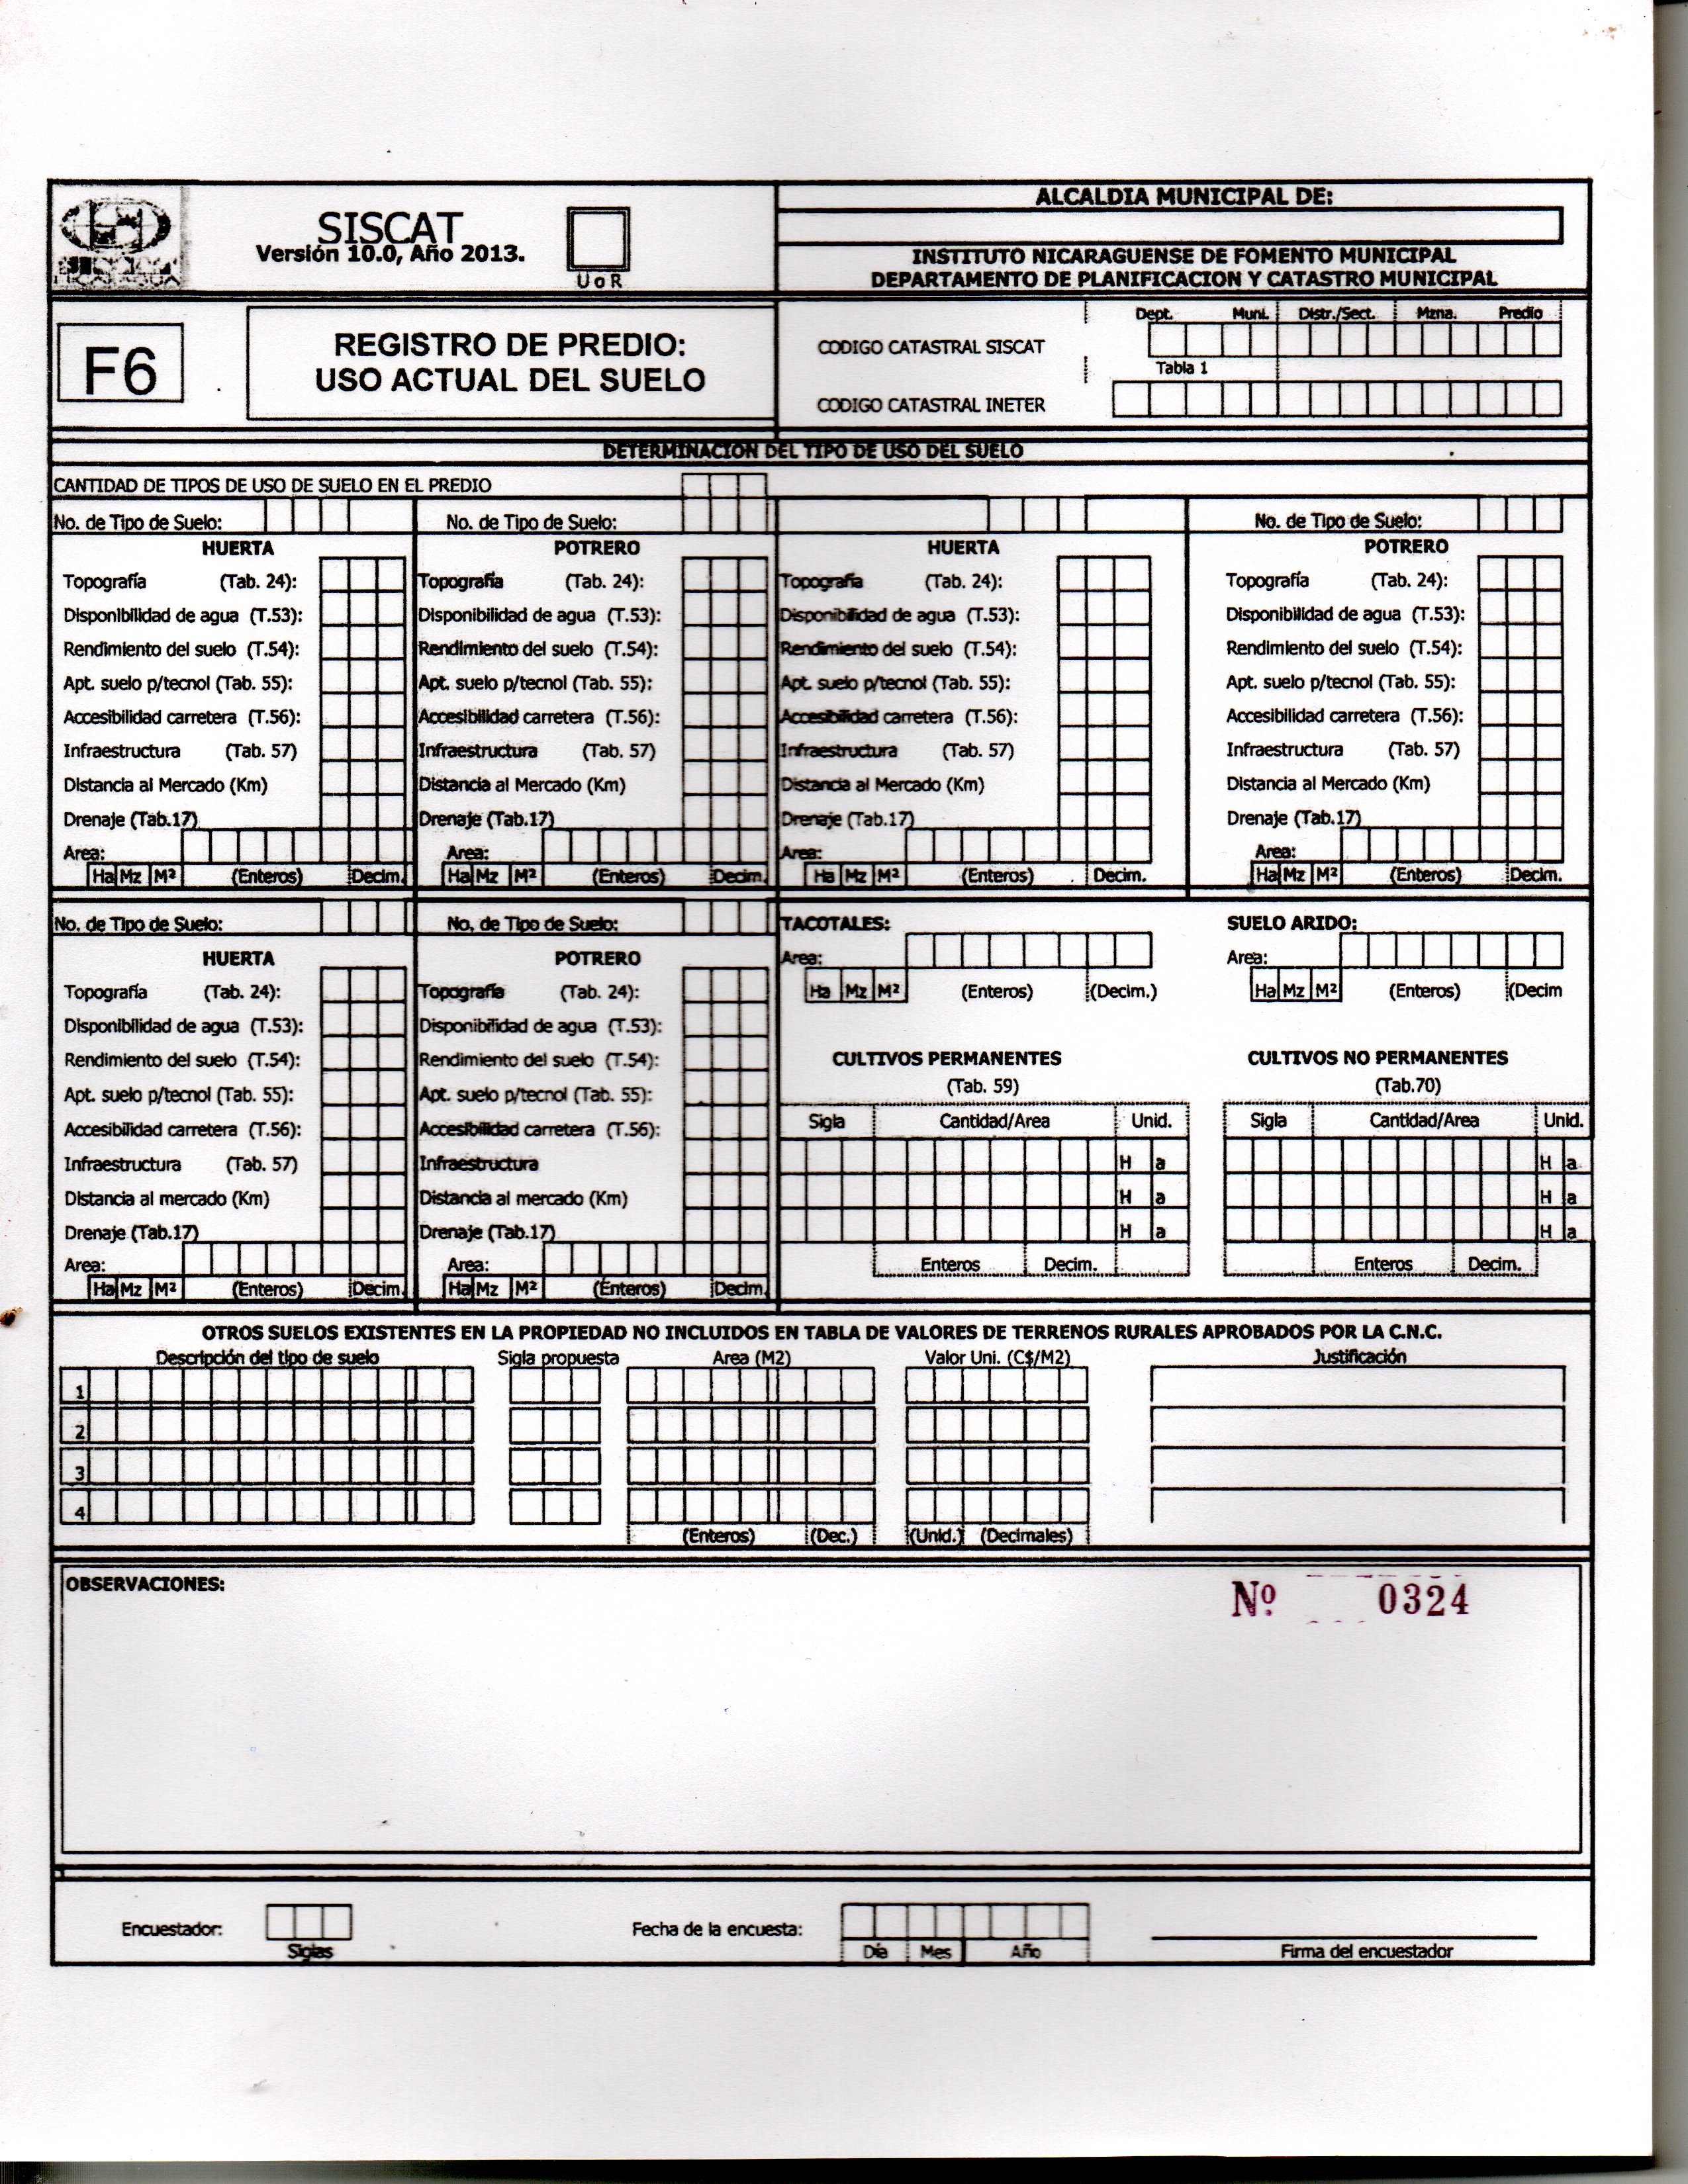 SISCAT
Versión 10.0, Año 2013.
U o R
ALCALDIA MUNICIPAL DE:
INSTITUTO NICARAGUENSE DE FOMENTO MUNICIPAL
DEPARTAMENTO DE PLANIFICACION Y CATASTRO MUNICIPAL
F6
REGISTRO DE PREDIO:
USO ACTUAL DEL SUELO
Dept. Muni. Distr./Sect. Mzna. Predio
CODIGO CATASTRAL SISCAT
Tabla 1
CODIGO CATASTRAL INETER
DETERMINACION DEL TIPO DE USO DEL SUELO
CANTIDAD DE TIPOS DE USO DE SUELO EN EL PREDIO
No. de Tipo de Suelo:
HUERTA
Topografía (Tab. 24):
Disponibilidad de agua (T.53):
Rendimiento del suelo (T.54):
Apt. suelo p/tecnol (Tab. 55):
Accesibilidad carretera (T.56):
Infraestructura (Tab. 57)
Distancia al Mercado (Km)
Drenaje (Tab.17)
Area:
Ha Mz M² (Enteros) Decim.
No. de Tipo de Suelo:
POTRERO
Topografía (Tab. 24):
Disponibilidad de agua (T.53):
Rendimiento del suelo (T.54):
Apt. suelo p/tecnol (Tab. 55):
Accesibilidad carretera (T.56):
Infraestructura (Tab. 57)
Distancia al Mercado (Km)
Drenaje (Tab.17)
Area:
Ha Mz M² (Enteros) Decim.
HUERTA
Topografía (Tab. 24):
Disponibilidad de agua (T.53):
Rendimiento del suelo (T.54):
Apt. suelo p/tecnol (Tab. 55):
Accesibilidad carretera (T.56):
Infraestructura (Tab. 57)
Distancia al Mercado (Km)
Drenaje (Tab.17)
Area:
Ha Mz M² (Enteros) Decim.
No. de Tipo de Suelo:
POTRERO
Topografía (Tab. 24):
Disponibilidad de agua (T.53):
Rendimiento del suelo (T.54):
Apt. suelo p/tecnol (Tab. 55):
Accesibilidad carretera (T.56):
Infraestructura (Tab. 57)
Distancia al Mercado (Km)
Drenaje (Tab.17)
Area:
Ha Mz M² (Enteros) Decim.
No. de Tipo de Suelo:
HUERTA
Topografía (Tab. 24):
Disponibilidad de agua (T.53):
Rendimiento del suelo (T.54):
Apt. suelo p/tecnol (Tab. 55):
Accesibilidad carretera (T.56):
Infraestructura (Tab. 57)
Distancia al mercado (Km)
Drenaje (Tab.17)
Area:
Ha Mz M² (Enteros) Decim.
No. de Tipo de Suelo:
POTRERO
Topografía (Tab. 24):
Disponibilidad de agua (T.53):
Rendimiento del suelo (T.54):
Apt. suelo p/tecnol (Tab. 55):
Accesibilidad carretera (T.56):
Infraestructura
Distancia al mercado (Km)
Drenaje (Tab.17)
Area:
Ha Mz M² (Enteros) Decim.
TACOTALES:
Area:
Ha Mz M² (Enteros) (Decim.)
SUELO ARIDO:
Area:
Ha Mz M² (Enteros) (Decim
CULTIVOS PERMANENTES
(Tab. 59)
Sigla Cantidad/Area Unid.
H a
H a
H a
Enteros Decim.
CULTIVOS NO PERMANENTES
(Tab.70)
Sigla Cantidad/Area Unid.
H a
H a
H a
Enteros Decim.
OTROS SUELOS EXISTENTES EN LA PROPIEDAD NO INCLUIDOS EN TABLA DE VALORES DE TERRENOS RURALES APROBADOS POR LA C.N.C.
Descripción del tipo de suelo Sigla propuesta Area (M2) Valor Uni. (C$/M2) Justificación
1
2
3
4
(Enteros) (Dec.) (Unid.) (Decimales)
OBSERVACIONES:
Nº 0324
Encuestador: Fecha de la encuesta:
Siglas Día Mes Año Firma del encuestador